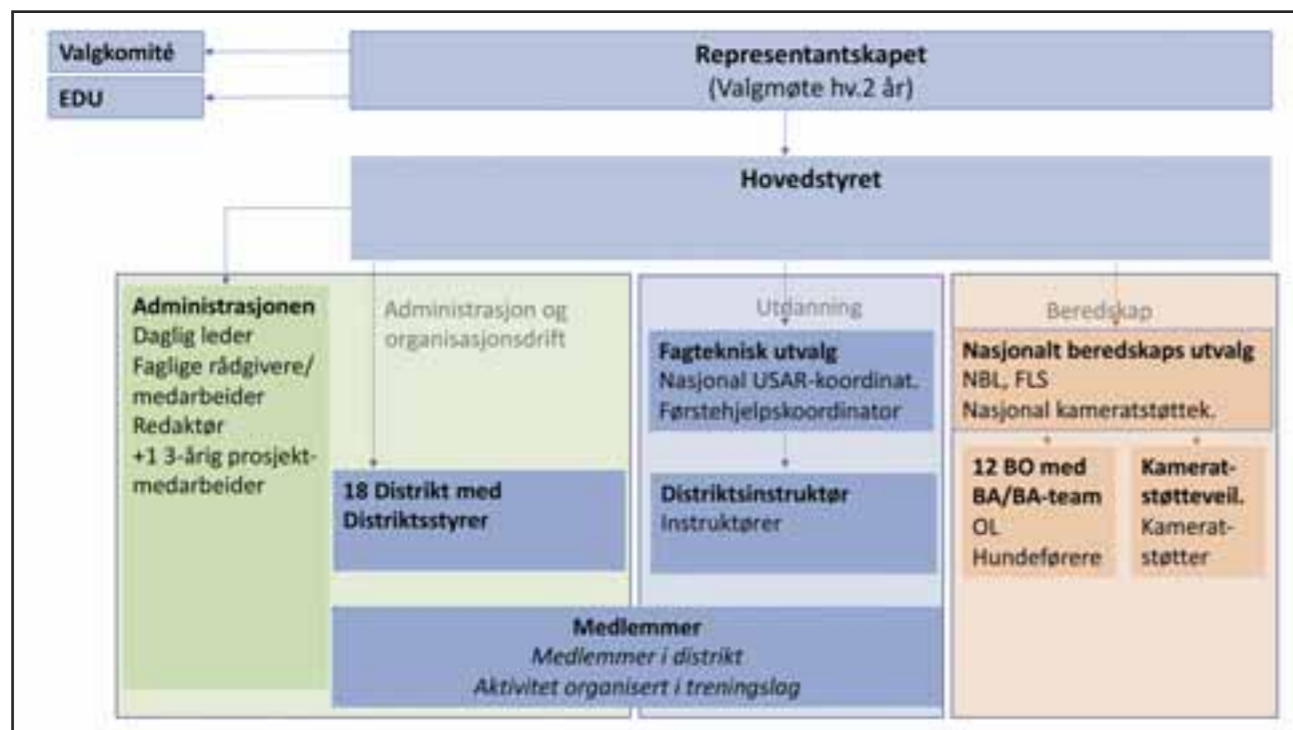 Valgkomité
EDU
Representantskapet
(Valgmøte hv.2 år)
Hovedstyret
Administrasjonen
Daglig leder
Faglige rådgivere/
medarbeider
Redaktør
+1 3-årig prosjekt-
medarbeider
Administrasjon og
organisasjonsdrift
18 Distrikt med
Distriktsstyrer
Utdanning
Fagteknisk utvalg
Nasjonal USAR-koordinat.
Førstehjelpskoordinator
Distriktsinstruktør
Instruktører
Beredskap
Nasjonalt beredskaps utvalg
NBL, FLS
Nasjonal kameratstøttek.
12 BO med
BA/BA-team
OL
Hundeførere
Kamerat-
støtteveil.
Kamerat-
støtter
Medlemmer
Medlemmer i distrikt
Aktivitet organisert i treningslag